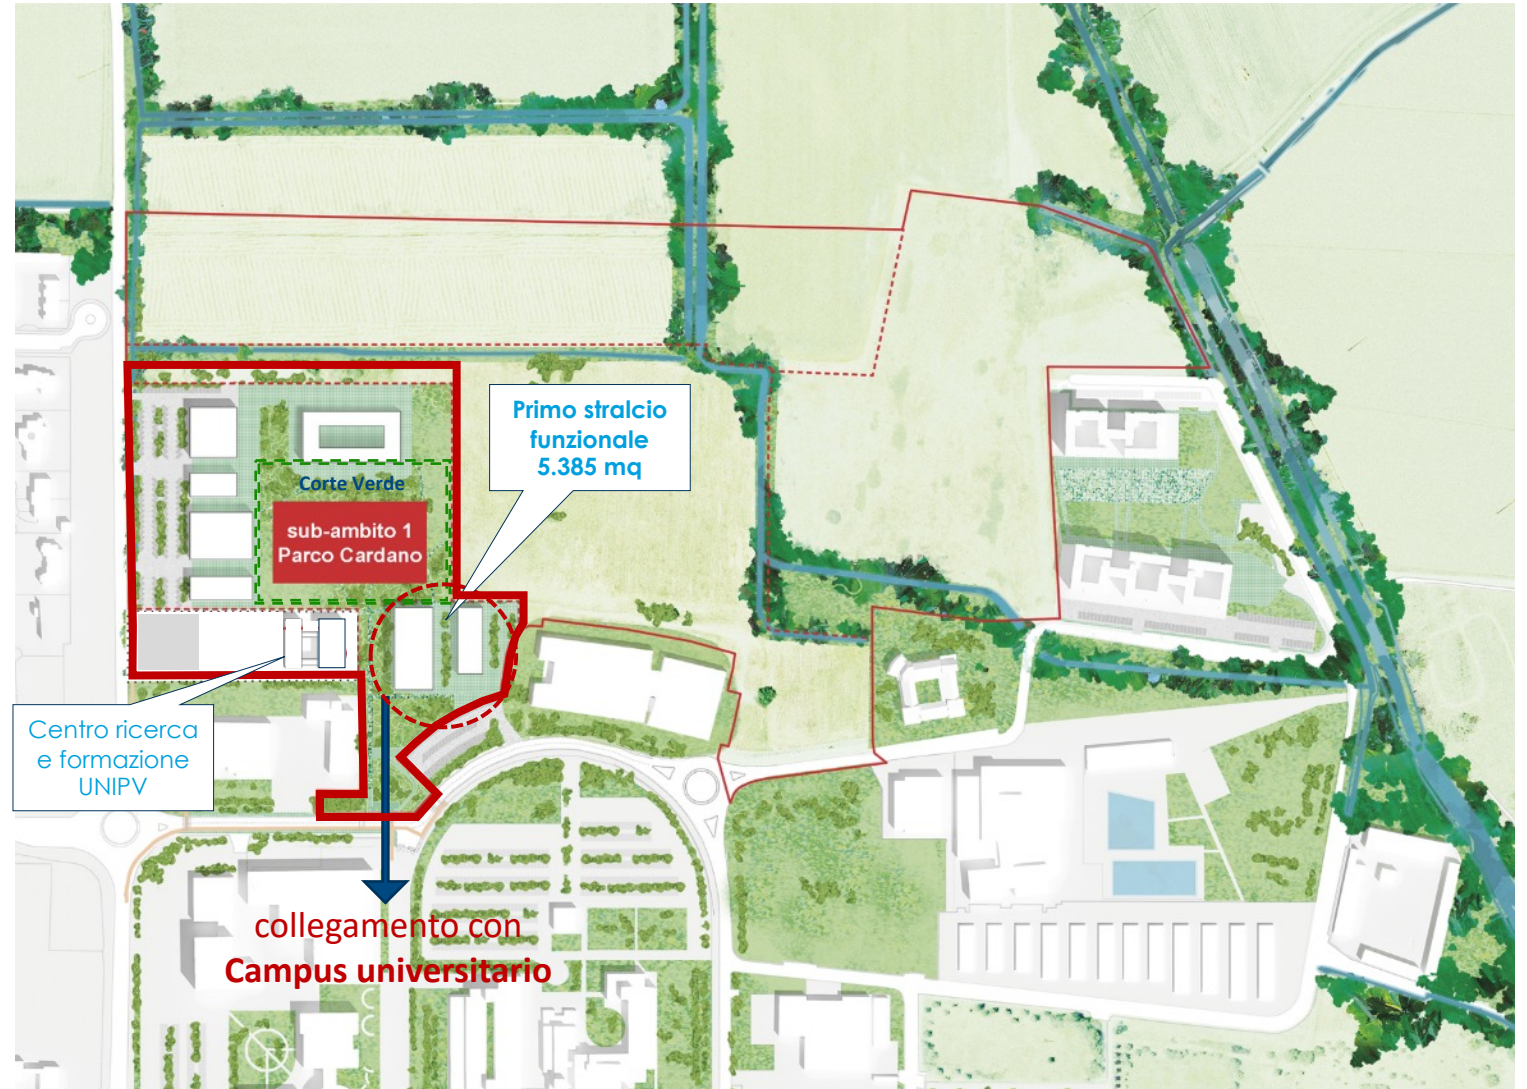 Primo stralcio
funzionale
5.385 mq
Corte Verde
sub-ambito 1
Parco Cardano
Centro ricerca
e formazione
UNIPV
collegamento con
Campus universitario